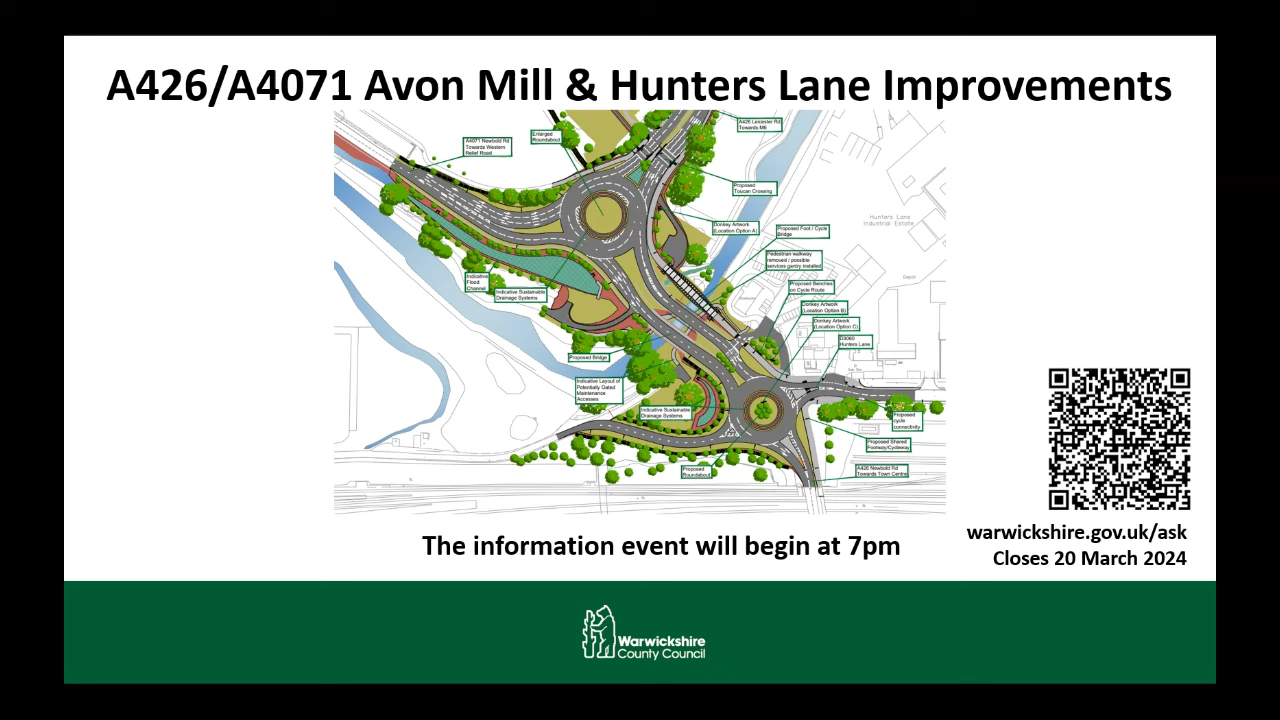 A426/A4071 Avon Mill & Hunters Lane Improvements
A426 Leicester Rd
Towards M6
Enlarged
Roundabout
A4071 Newbold Rd
Towards Western
Relief Road
Proposed
Toucan Crossing
Hunters Lane
Industrial Estate
Donkey Artwork
(Location Option A)
Proposed Foot / Cycle
Bridge
Pedestrian walkway
removed / possible
services gantry installed
Depot
Indicative
Flood
Channel
Indicative Sustainable
Drainage Systems
Proposed Benches
on Cycle Route
Donkey Artwork
(Location Option B)
Donkey Artwork
(Location Option C)
Hunters Lane
Proposed Bridge
Indicative Layout of
Potentially Gated
Maintenance
Accesses
Indicative Sustainable
Drainage Systems
Proposed
cycle
connectivity
Proposed Shared
Footway/Cycleway
Proposed
Roundabout
A426 Newbold Rd
Towards Town Centre
The information event will begin at 7pm
warwickshire.gov.uk/ask
Closes 20 March 2024
Warwickshire
County Council